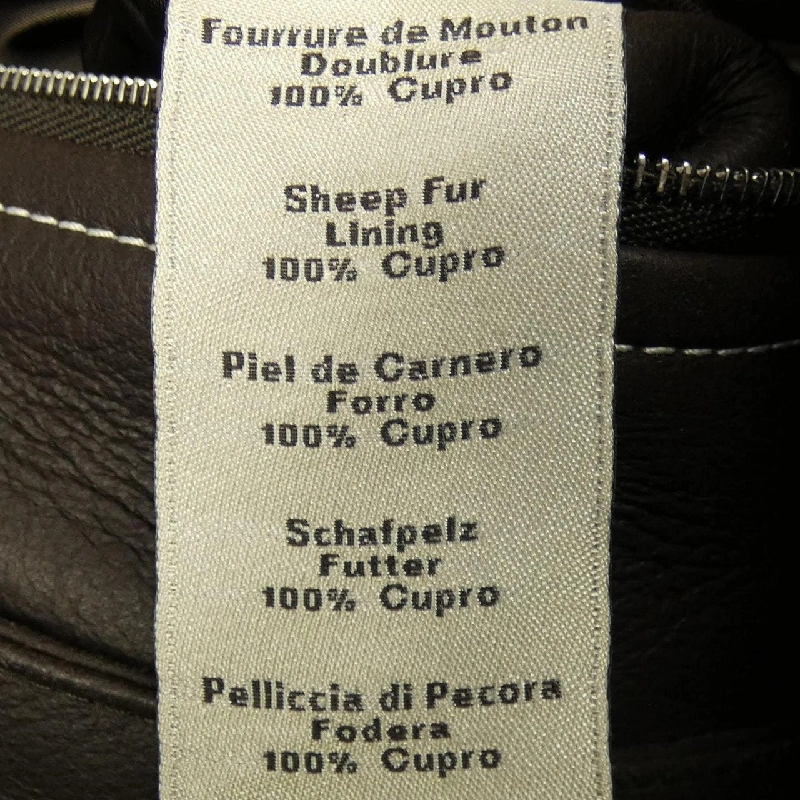 Fourrure de Mouton
Doublure
100% Cupro
Sheep Fur
Lining
100% Cupro
Piel de Carnero
Forro
100% Cupro
Schafpelz
Futter
100% Cupro
Pelliccia di Pecora
Fodera
100% Cupro